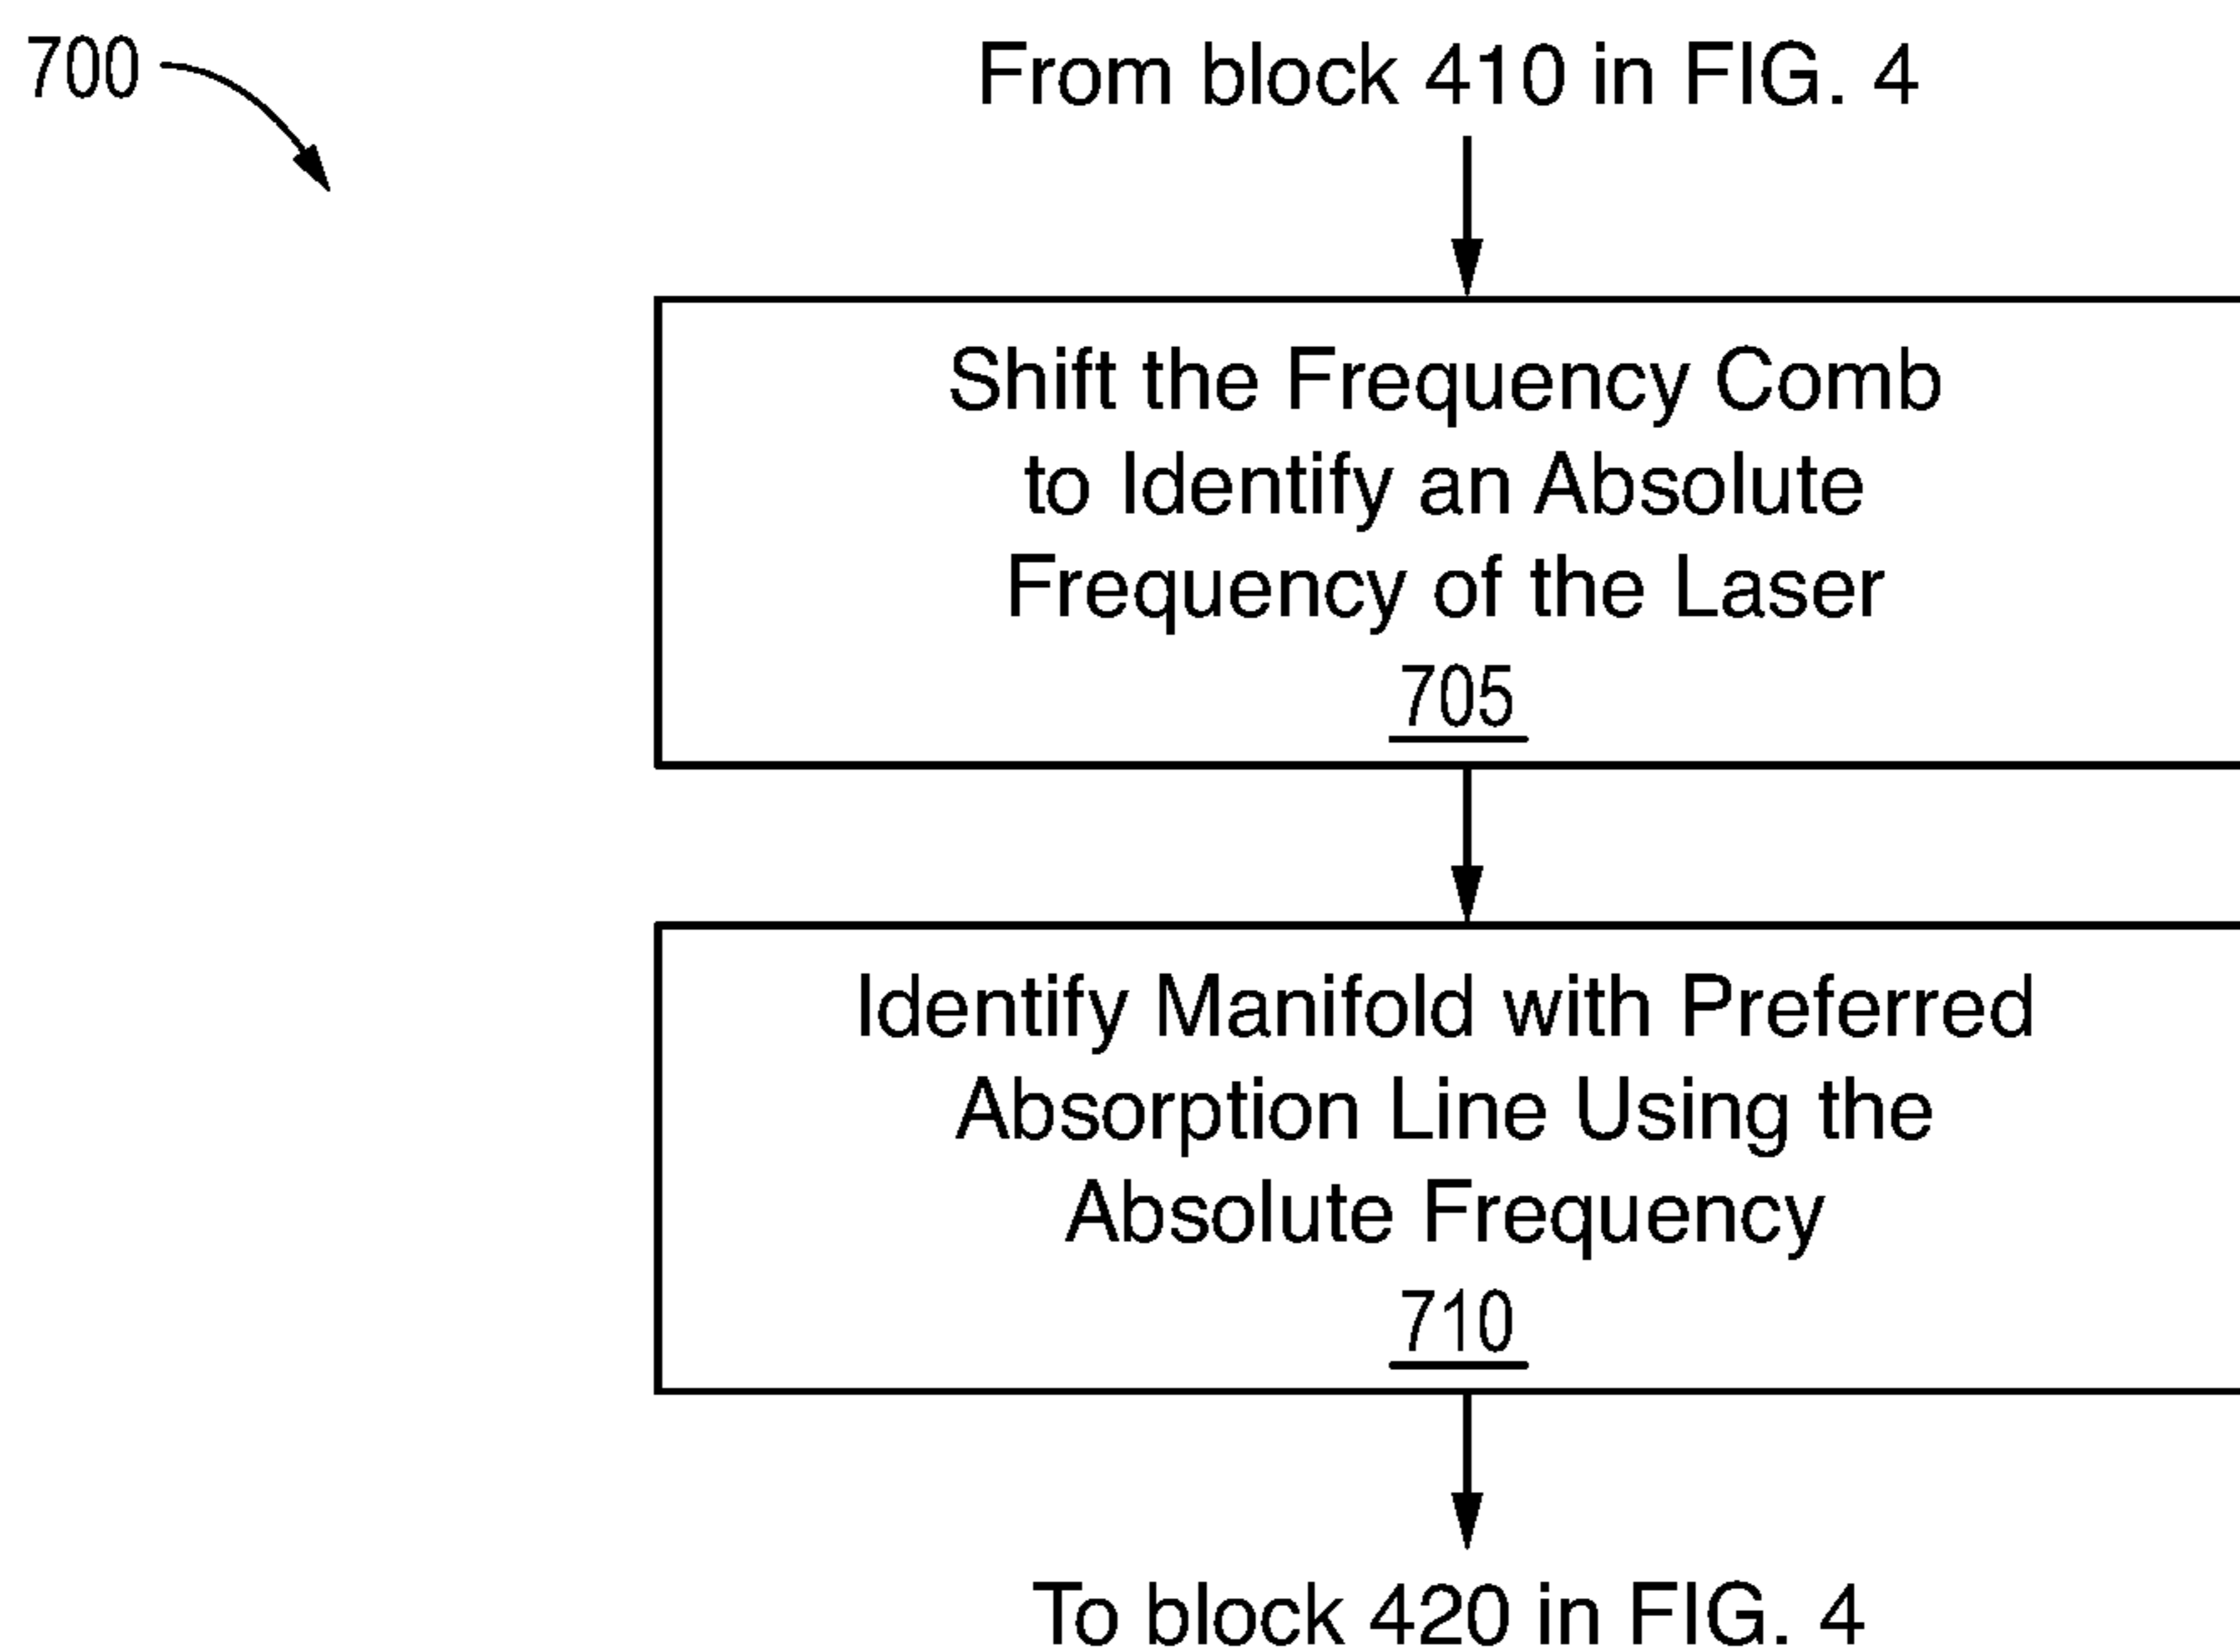 700
From block 410 in FIG. 4
Shift the Frequency Comb
to Identify an Absolute
Frequency of the Laser
705
Identify Manifold with Preferred
Absorption Line Using the
Absolute Frequency
710
To block 420 in FIG. 4